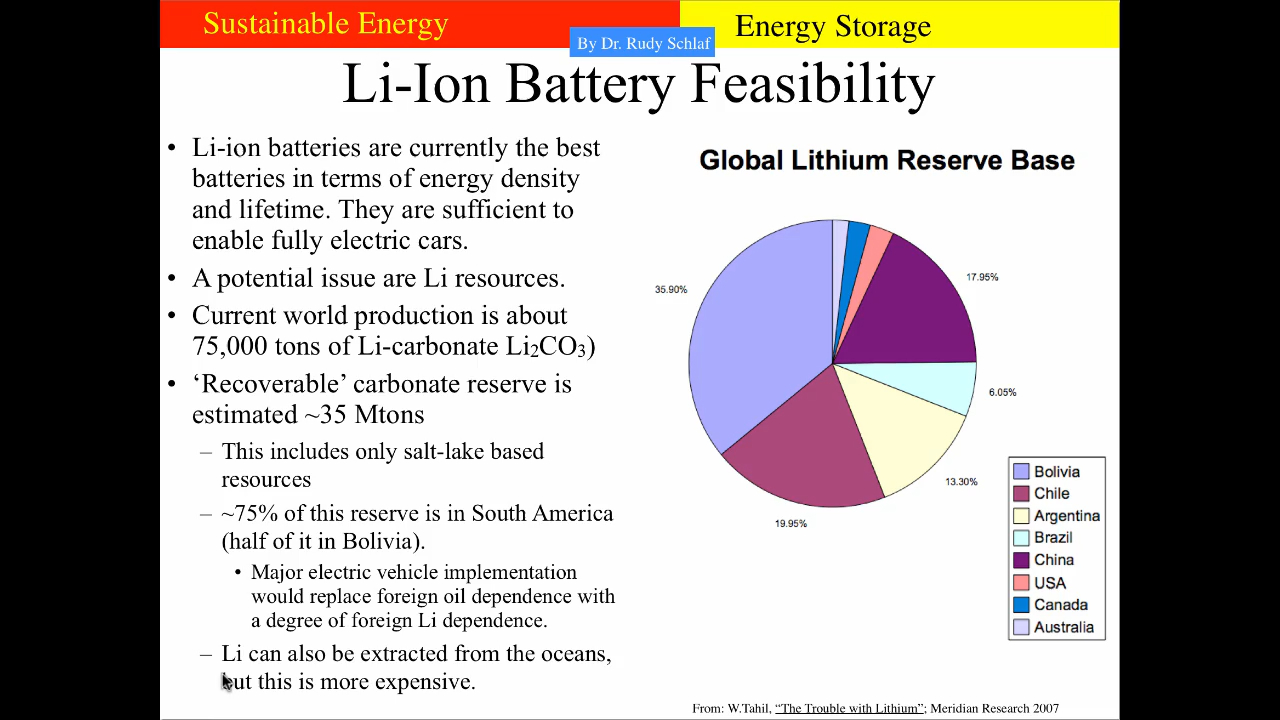 Sustainable Energy
Energy Storage
By Dr. Rudy Schlaf
Li-Ion Battery Feasibility
• Li-ion batteries are currently the best
batteries in terms of energy density
and lifetime. They are sufficient to
enable fully electric cars.
• A potential issue are Li resources.
• Current world production is about
75,000 tons of Li-carbonate Li₂CO₃)
• ‘Recoverable’ carbonate reserve is
estimated ~35 Mtons
– This includes only salt-lake based
resources
– ~75% of this reserve is in South America
(half of it in Bolivia).
• Major electric vehicle implementation
would replace foreign oil dependence with
a degree of foreign Li dependence.
– Li can also be extracted from the oceans,
but this is more expensive.
Global Lithium Reserve Base
17.95%
35.90%
6.05%
13.30%
19.95%
Bolivia
Chile
Argentina
Brazil
China
USA
Canada
Australia
From: W.Tahil, “The Trouble with Lithium”; Meridian Research 2007